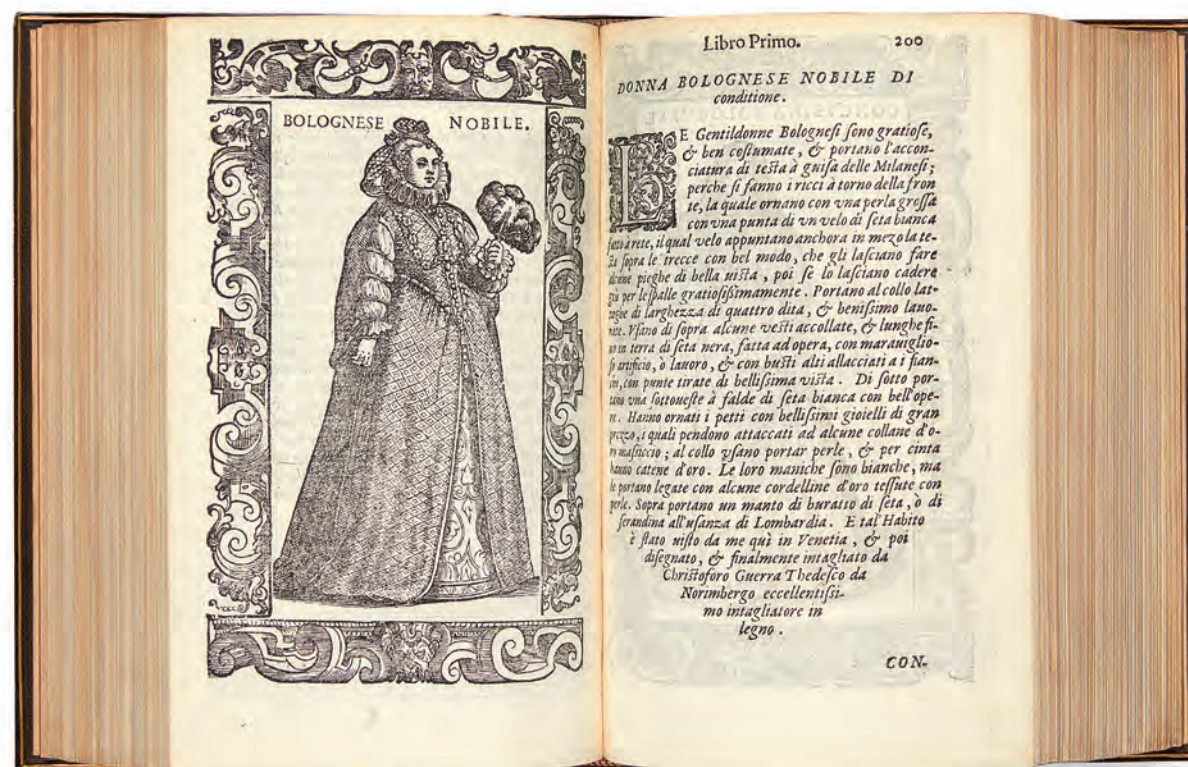 BOLOGNESE NOBILE.
Libro Primo. 200
DONNA BOLOGNESE NOBILE DI
conditione.
LE Gentildonne Bolognesi ſono gratioſe,
& ben coſtumate, & portano l'accon-
ciatura di teſta à guiſa delle Milaneſi;
perche ſi fanno i ricci à torno della fron
te, la quale ornano con vna perla groſſa
con vna punta di vn velo di ſeta bianca
fatto à rete, il qual velo appuntano anchora in mezo la te-
ſta ſopra le trecce con bel modo, che gli laſciano fare
alcune pieghe di bella uiſta, poi ſe lo laſciano cadere
giù per le ſpalle gratioſiſſimamente. Portano al collo lat-
tughe di larghezza di quattro dita, & beniſſimo lauo-
rate. Vſano di ſopra alcune veſti accollate, & lunghe fi-
no in terra di ſeta nera, fatta ad opera, con marauiglio-
ſo artificio, ò lauoro, & con buſti alti allacciati a i fian-
chi, con punte tirate di belliſſima viſta. Di ſotto por-
tano vna ſottoueſte à falde di ſeta bianca con bell'ope-
re. Hanno ornati i petti con belliſſimi gioielli di gran
prezzo, i quali pendono attaccati ad alcune collane d'o-
ro maſſiccio; al collo vſano portar perle, & per cinta
hanno catene d'oro. Le loro maniche ſono bianche, ma
le portano legate con alcune cordelline d'oro teſſute con
perle. Sopra portano un manto di buratto di ſeta, ò di
ferandina all'uſanza di Lombardia. E tal' Habito
è ſtato uiſto da me quì in Venetia, & poi
diſegnato, & finalmente intagliato da
Chriſtoforo Guerra Thedeſco da
Norimbergo eccellentiſſi-
mo intagliatore in
legno.
CON-